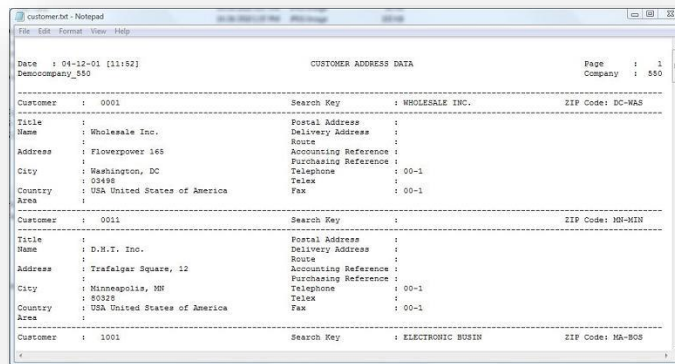 customer.txt - Notepad
File Edit Format View Help
Date : 04-12-01 [11:52] CUSTOMER ADDRESS DATA Page : 1
Democompany_550 Company : 550
Customer : 0001 Search Key : WHOLESALE INC. ZIP Code: DC-WAS
Title : Postal Address :
Name : Wholesale Inc. Delivery Address :
: Route :
Address : Flowerpower 165 Accounting Reference :
: Purchasing Reference :
City : Washington, DC Telephone : 00-1
: 03498 Telex :
Country : USA United States of America Fax : 00-1
Area :
Customer : 0011 Search Key : ZIP Code: MN-MIN
Title : Postal Address :
Name : D.H.T. Inc. Delivery Address :
: Route :
Address : Trafalgar Square, 12 Accounting Reference :
: Purchasing Reference :
City : Minneapolis, MN Telephone : 00-1
: 80328 Telex :
Country : USA United States of America Fax : 00-1
Area :
Customer : 1001 Search Key : ELECTRONIC BUSIN ZIP Code: MA-BOS